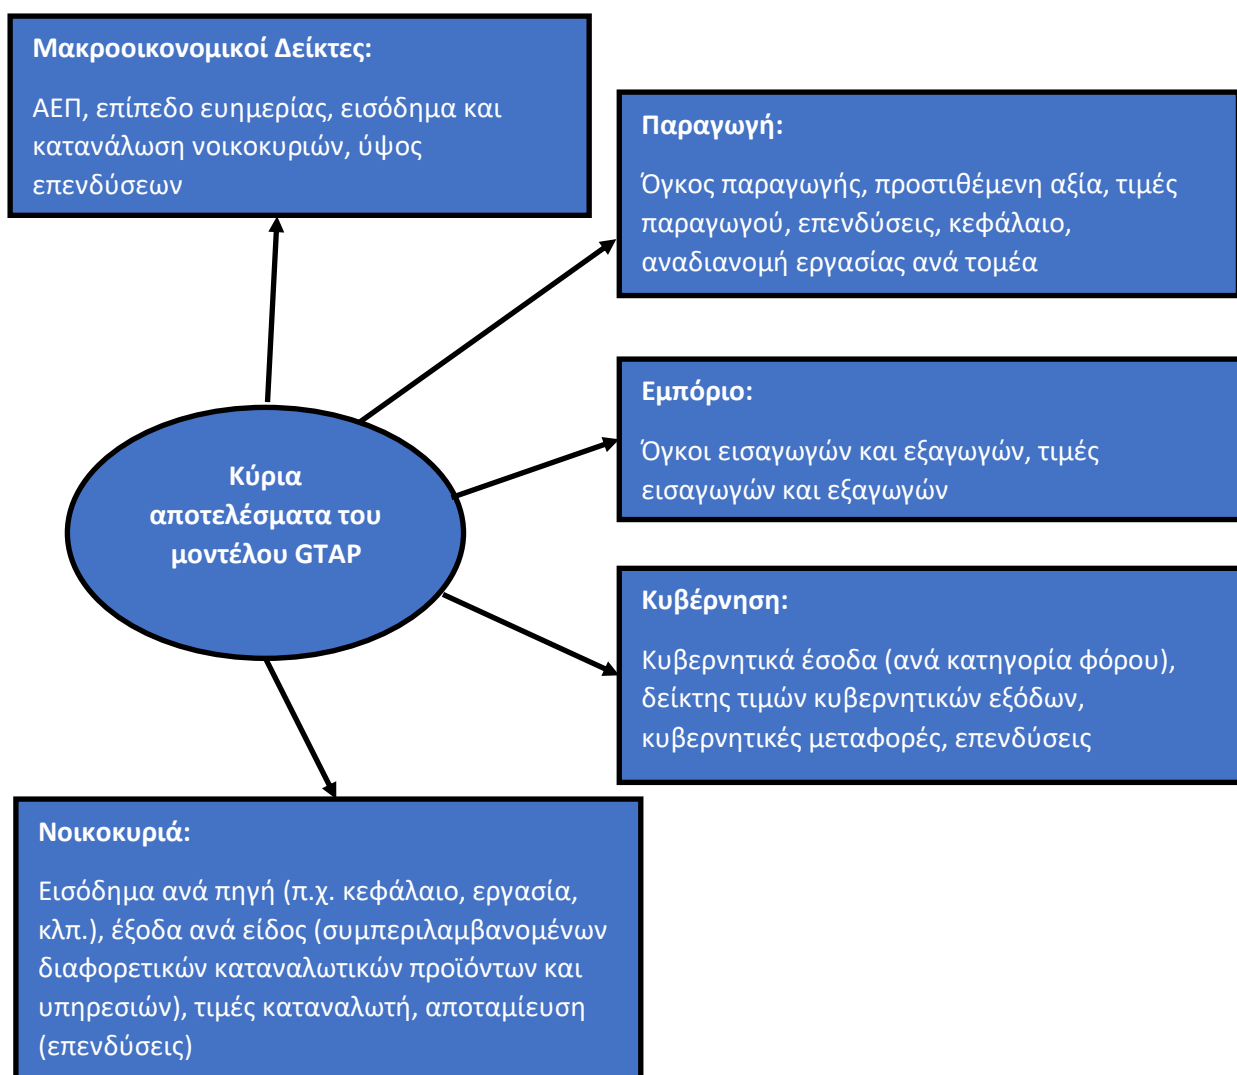 Μακροοικονομικοί Δείκτες:
ΑΕΠ, επίπεδο ευημερίας, εισόδημα και
κατανάλωση νοικοκυριών, ύψος
επενδύσεων
Παραγωγή:
Όγκος παραγωγής, προστιθέμενη αξία, τιμές
παραγωγού, επενδύσεις, κεφάλαιο,
αναδιανομή εργασίας ανά τομέα
Εμπόριο:
Όγκοι εισαγωγών και εξαγωγών, τιμές
εισαγωγών και εξαγωγών
Κύρια
αποτελέσματα του
μοντέλου GTAP
Κυβέρνηση:
Κυβερνητικά έσοδα (ανά κατηγορία φόρου),
δείκτης τιμών κυβερνητικών εξόδων,
κυβερνητικές μεταφορές, επενδύσεις
Νοικοκυριά:
Εισόδημα ανά πηγή (π.χ. κεφάλαιο, εργασία,
κλπ.), έξοδα ανά είδος (συμπεριλαμβανομένων
διαφορετικών καταναλωτικών προϊόντων και
υπηρεσιών), τιμές καταναλωτή, αποταμίευση
(επενδύσεις)